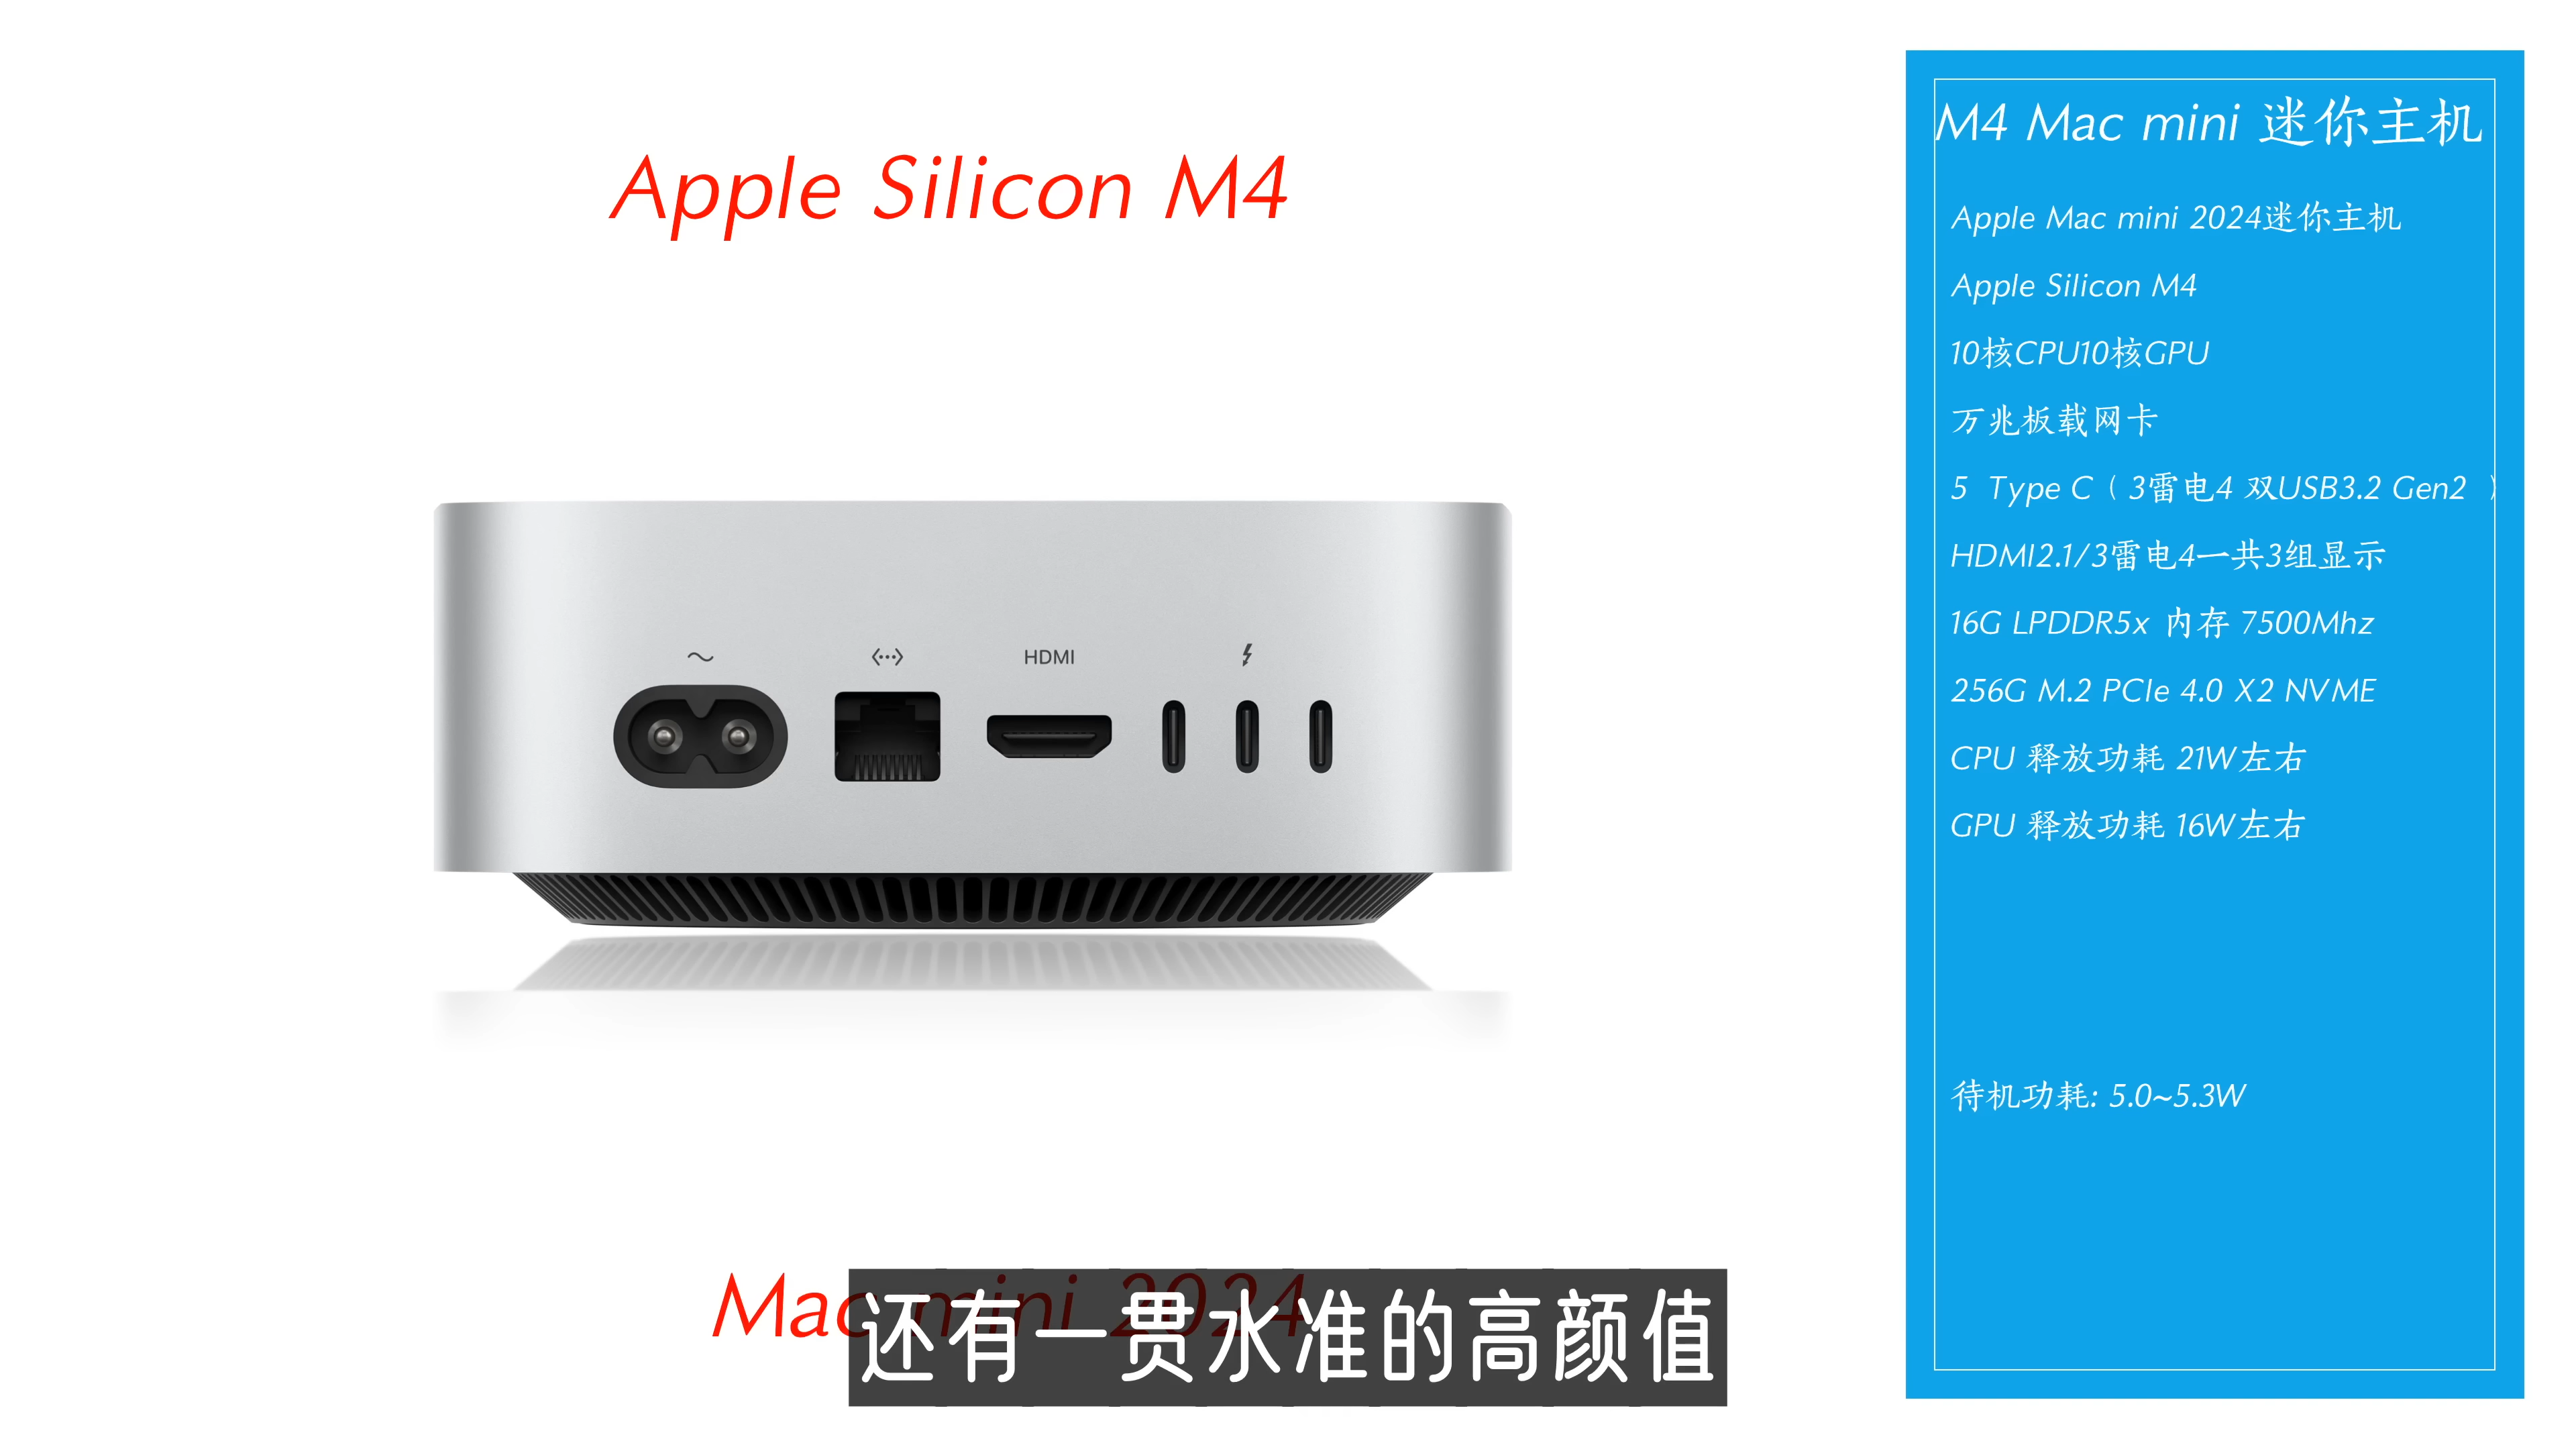 Apple Silicon M4
HDMI
Mac mini 2024
还有一贯水准的高颜值
M4 Mac mini 迷你主机
Apple Mac mini 2024迷你主机
Apple Silicon M4
10核CPU10核GPU
万兆板载网卡
5 Type C（3雷电4 双USB3.2 Gen2 ）
HDMI2.1/3雷电4一共3组显示
16G LPDDR5x 内存 7500Mhz
256G M.2 PCIe 4.0 X2 NVME
CPU 释放功耗 21W左右
GPU 释放功耗 16W左右
待机功耗: 5.0~5.3W